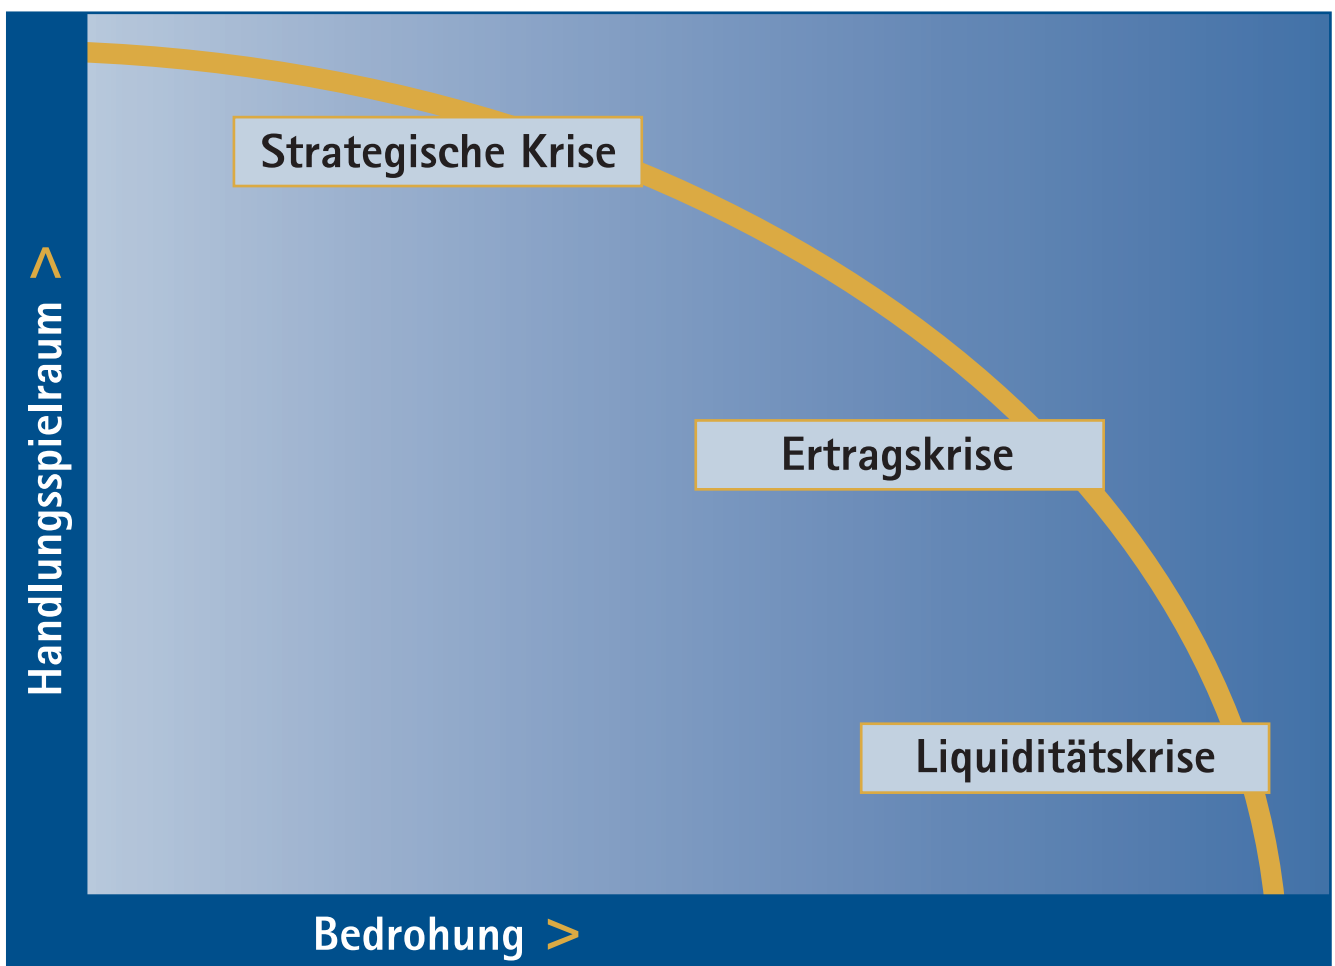 Strategische Krise
Ertragskrise
Liquiditätskrise
Handlungsspielraum >
Bedrohung >